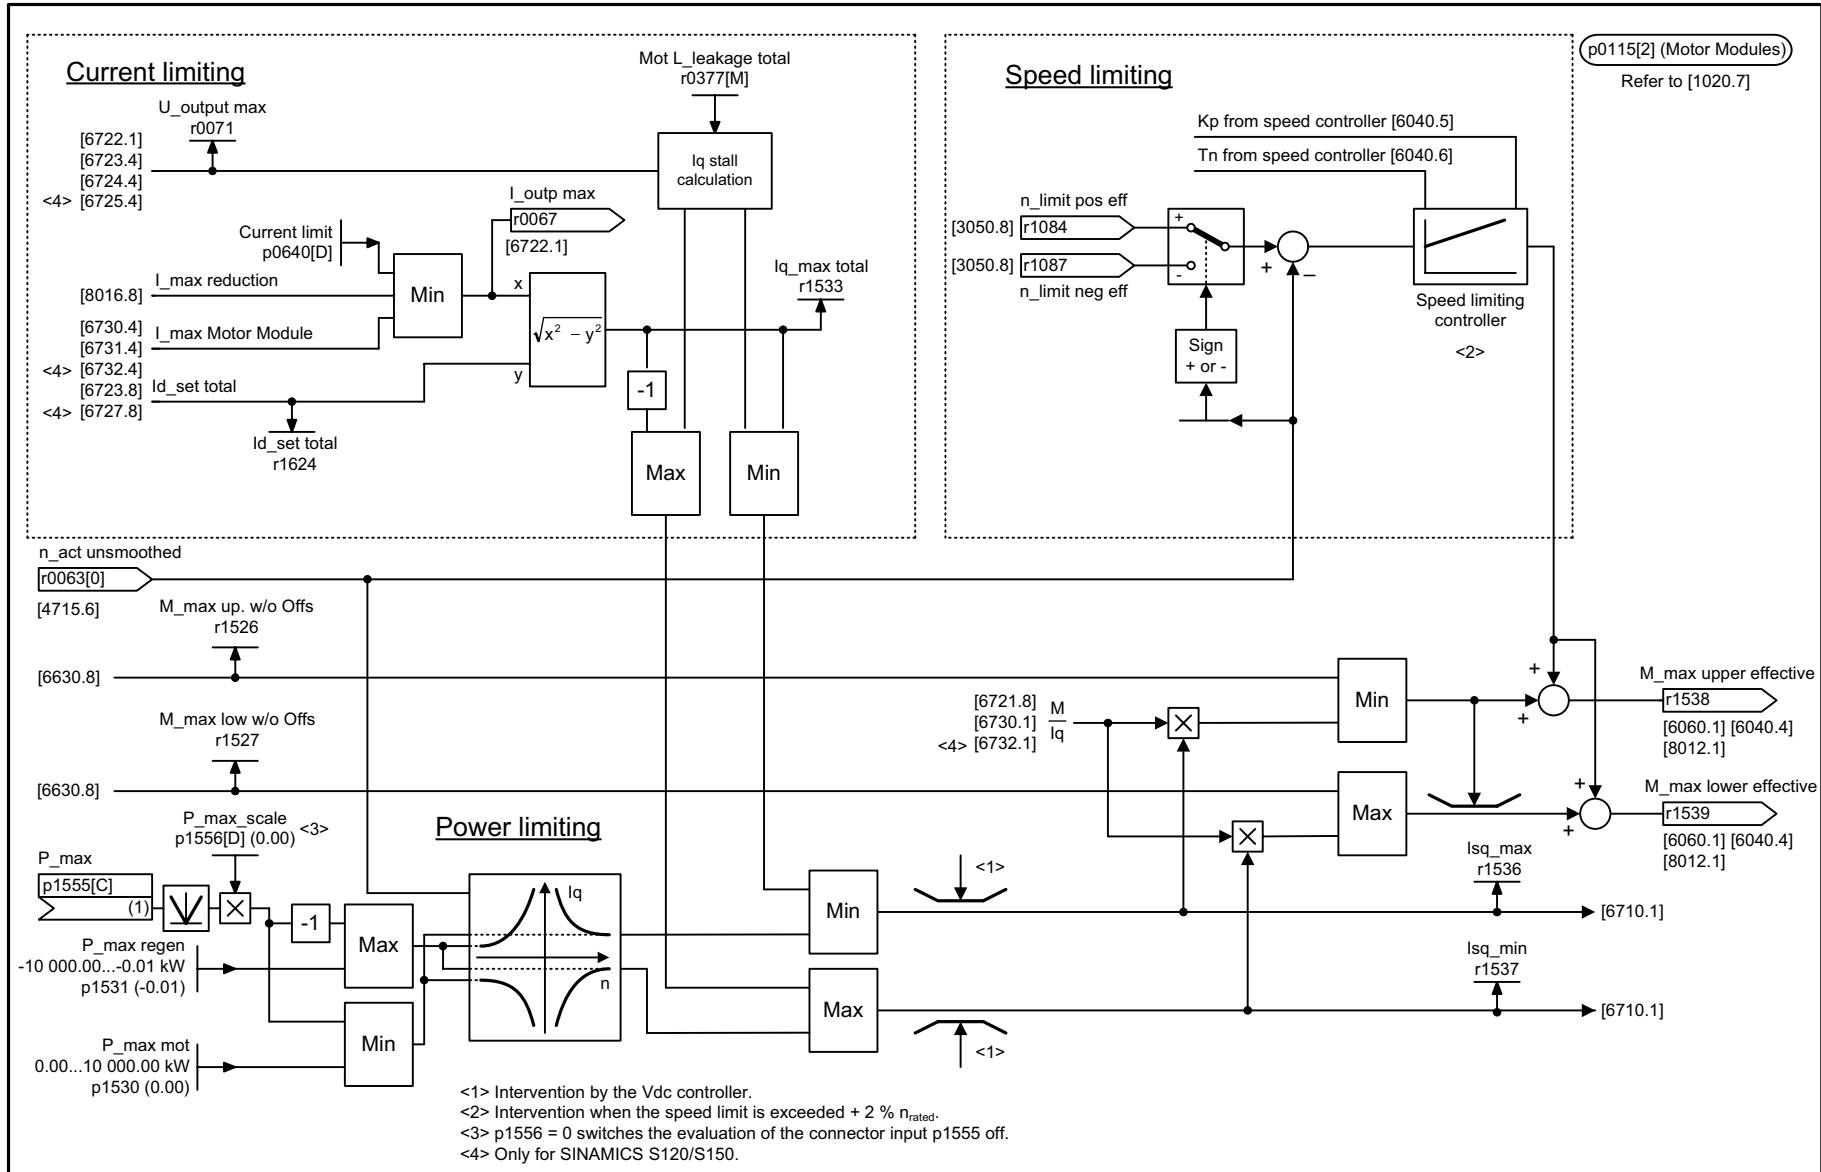 Current limiting
Mot L_leakage total
r0377[M]
U_output max
r0071
[6722.1]
[6723.4]
[6724.4]
<4> [6725.4]
Iq stall
calculation
I_outp max
r0067
[6722.1]
Current limit
p0640[D]
I_max reduction
[8016.8]
Min
x
y
√x² – y²
Iq_max total
r1533
[6730.4]
[6731.4]
<4> [6732.4]
I_max Motor Module
[6723.8]
<4> [6727.8]
Id_set total
Id_set total
r1624
-1
Max
Min
Speed limiting
p0115[2] (Motor Modules)
Refer to [1020.7]
Kp from speed controller [6040.5]
Tn from speed controller [6040.6]
n_limit pos eff
[3050.8] r1084
[3050.8] r1087
n_limit neg eff
+
-
+
–
Sign
+ or -
Speed limiting
controller
<2>
n_act unsmoothed
r0063[0]
[4715.6]
M_max up. w/o Offs
r1526
[6630.8]
M_max low w/o Offs
r1527
[6630.8]
[6721.8]
[6730.1]
<4> [6732.1]
M
Iq
×
×
Min
Max
+
+
+
+
M_max upper effective
r1538
[6060.1] [6040.4]
[8012.1]
M_max lower effective
r1539
[6060.1] [6040.4]
[8012.1]
P_max_scale
p1556[D] (0.00) <3>
Power limiting
P_max
p1555[C]
(1)
×
-1
Max
P_max regen
-10 000.00...-0.01 kW
p1531 (-0.01)
Min
P_max mot
0.00...10 000.00 kW
p1530 (0.00)
Iq
n
Min
Max
<1>
<1>
Isq_max
r1536
[6710.1]
Isq_min
r1537
[6710.1]
<1> Intervention by the Vdc controller.
<2> Intervention when the speed limit is exceeded + 2 % nrated.
<3> p1556 = 0 switches the evaluation of the connector input p1555 off.
<4> Only for SINAMICS S120/S150.